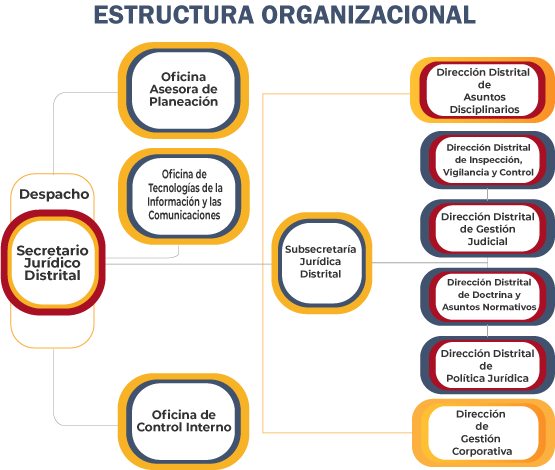 ESTRUCTURA ORGANIZACIONAL
Oficina
Asesora de
Planeación
Oficina de
Tecnologías de la
Información y las
Comunicaciones
Despacho
Secretario
Jurídico
Distrital
Oficina de
Control Interno
Subsecretaría
Jurídica
Distrital
Dirección Distrital
de
Asuntos
Disciplinarios
Dirección Distrital
de Inspección,
Vigilancia y Control
Dirección Distrital
de Gestión
Judicial
Dirección Distrital
de Doctrina y
Asuntos Normativos
Dirección Distrital
de
Política Jurídica
Dirección
de
Gestión
Corporativa